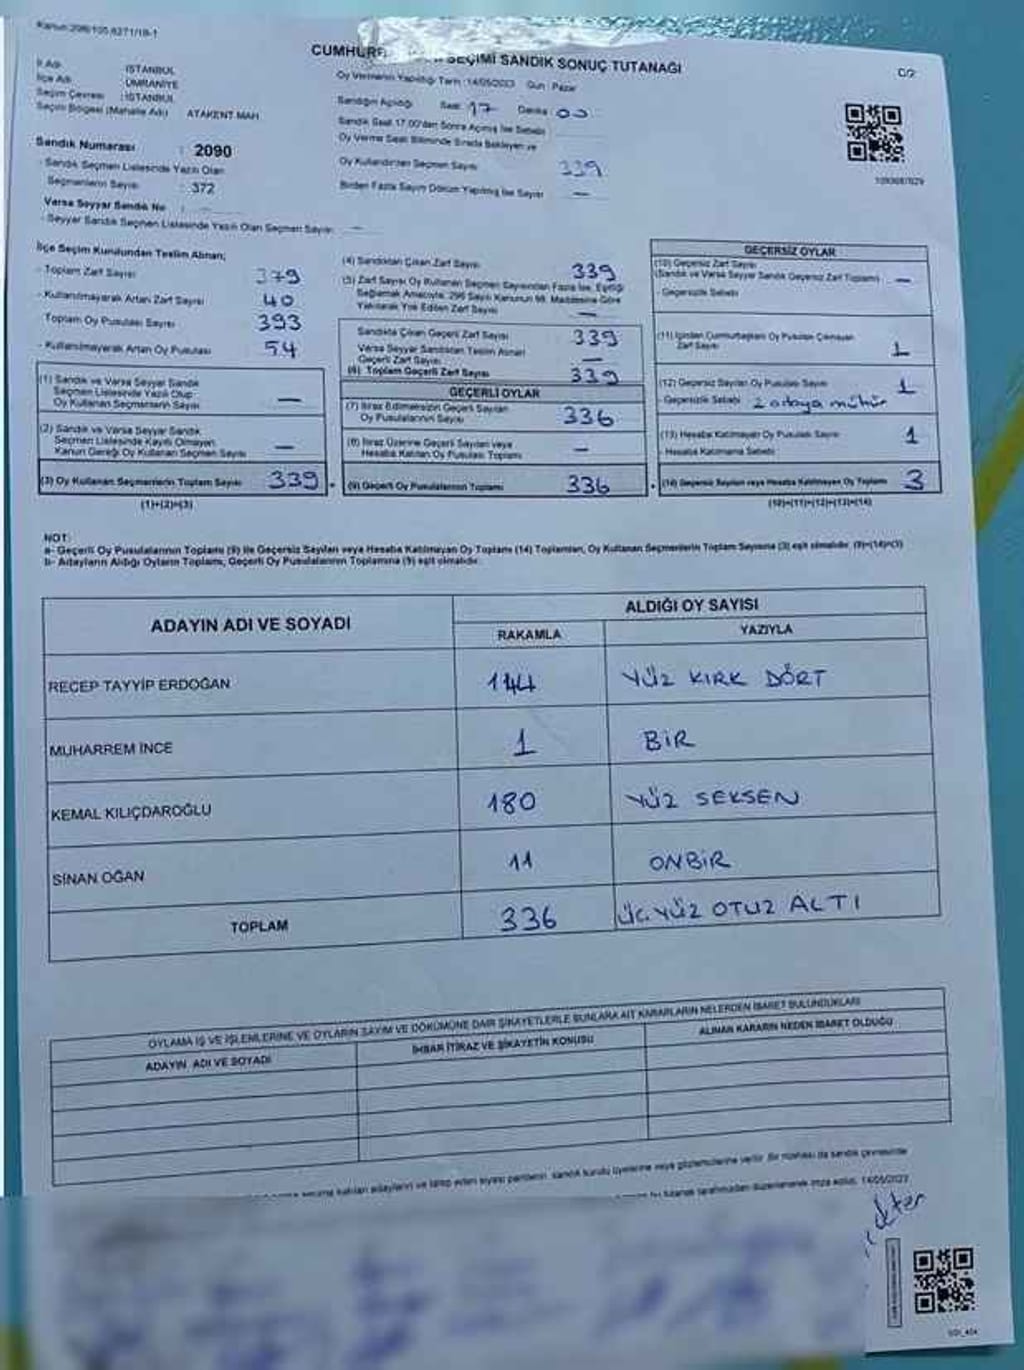 Kanun:298/105,6271/18-1
CUMHUR SEÇİMİ SANDIK SONUÇ TUTANAĞI
C/2
İl Adı : İSTANBUL
İlçe Adı : ÜMRANİYE
Seçim Çevresi : İSTANBUL
Seçim Bölgesi (Mahalle Adı) ATAKENT MAH
Sandık Numarası : 2090
- Sandık Seçmen Listesinde Yazılı Olan
Seçmenlerin Sayısı : 372
Varsa Seyyar Sandık No : —
- Seyyar Sandık Seçmen Listesinde Yazılı Olan Seçmen Sayısı —
Oy Vermenin Yapıldığı Tarih :14/05/2023 Gün : Pazar
Sandığın Açıldığı Saat: 17 Dakika: 00
Sandık Saat 17.00'dan Sonra Açılmış İse Sebebi
Oy Verme Saati Bitiminde Sırada Bekleyen ve
Oy Kullandırılan Seçmen Sayısı 339
Birden Fazla Sayım Döküm Yapılmış İse Sayısı —
İlçe Seçim Kurulundan Teslim Alınan;
- Toplam Zarf Sayısı 379
- Kullanılmayarak Artan Zarf Sayısı 40
Toplam Oy Pusulası Sayısı 393
- Kullanılmayarak Artan Oy Pusulası 54
(1) Sandık ve Varsa Seyyar Sandık
Seçmen Listesinde Yazılı Olup
Oy Kullanan Seçmenlerin Sayısı —
(2) Sandık ve Varsa Seyyar Sandık
Seçmen Listesinde Kayıtlı Olmayan
Kanun Gereği Oy Kullanan Seçmen Sayısı —
(3) Oy Kullanan Seçmenlerin Toplam Sayısı 339
(1)+(2)=(3)
(4) Sandıktan Çıkan Zarf Sayısı 339
(5) Zarf Sayısı Oy Kullanan Seçmen Sayısından Fazla İse, Eşitliği
Sağlamak Amacıyla, 298 Sayılı Kanunun 98. Maddesine Göre
Yakılarak Yok Edilen Zarf Sayısı —
Sandıkta Çıkan Geçerli Zarf Sayısı 339
Varsa Seyyar Sandıktan Teslim Alınan
Geçerli Zarf Sayısı —
(6) Toplam Geçerli Zarf Sayısı 339
GEÇERLİ OYLAR
(7) İtiraz Edilmeksizin Geçerli Sayılan
Oy Pusulasının Sayısı 336
(8) İtiraz Üzerine Geçerli Sayılan veya
Hesaba Katılan Oy Pusulası Toplamı —
(9) Geçerli Oy Pusulalarının Toplamı 336
GEÇERSİZ OYLAR
(10) Geçersiz Zarf Sayısı
(Sandık ve Varsa Seyyar Sandık Geçersiz Zarf Toplamı) —
- Geçersizlik Sebebi
(11) İçinden Cumhurbaşkanı Oy Pusulası Çıkmayan
Zarf Sayısı 1
(12) Geçersiz Sayılan Oy Pusulası Sayısı 1
- Geçersizlik Sebebi 2 adaya mühür
(13) Hesaba Katılmayan Oy Pusulası Sayısı 1
- Hesaba Katılmama Sebebi
(14) Geçersiz Sayılan veya Hesaba Katılmayan Oy Toplamı 3
(10)+(11)+(12)+(13)=(14)
NOT:
a- Geçerli Oy Pusulalarının Toplamı (9) ile Geçersiz Sayılan veya Hesaba Katılmayan Oy Toplamı (14) Toplamları, Oy Kullanan Seçmenlerin Toplam Sayısına (3) eşit olmalıdır. (9)+(14)=(3)
b- Adayların Aldığı Oyların Toplamı, Geçerli Oy Pusulalarının Toplamına (9) eşit olmalıdır.
ADAYIN ADI VE SOYADI ALDIĞI OY SAYISI
RAKAMLA YAZIYLA
RECEP TAYYİP ERDOĞAN 144 YÜZ KIRK DÖRT
MUHARREM İNCE 1 BİR
KEMAL KILIÇDAROĞLU 180 YÜZ SEKSEN
SİNAN OĞAN 11 ONBİR
TOPLAM 336 ÜÇ YÜZ OTUZ ALTI
OYLAMA İŞ VE İŞLEMLERİNE VE OYLARIN SAYIM VE DÖKÜMÜNE DAİR ŞİKAYETLERLE BUNLARA AİT KARARLARIN NELERDEN İBARET BULUNDUKLARI
ADAYIN ADI VE SOYADI İHBAR İTİRAZ VE ŞİKAYETİN KONUSU ALINAN KARARIN NEDEN İBARET OLDUĞU
adayların ve siyasi partilerin sandık kurulu üyelerine veya gözlemcilerine verilir. Bir nüshası da sandık çevresinde
tarafımızdan düzenlenerek imza edildi. 14/05/2023